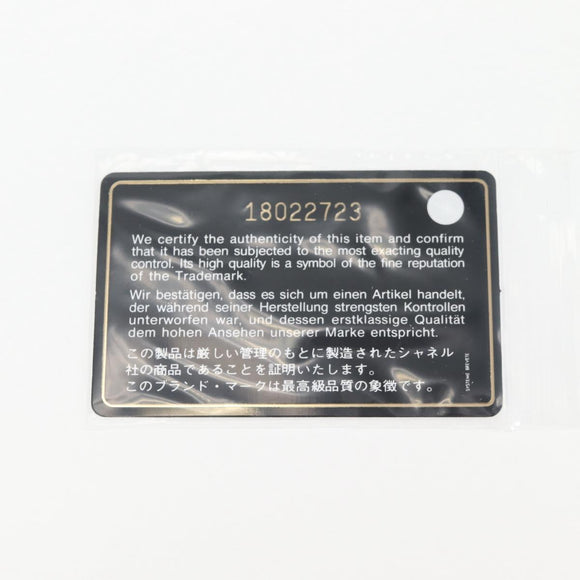 18022723
We certify the authenticity of this item and confirm
that it has been subjected to the most exacting quality
control. Its high quality is a symbol of the fine reputation
of the Trademark.
Wir bestätigen, dass es sich um einen Artikel handelt,
der während seiner Herstellung strengsten Kontrollen
unterworfen war, und dessen erstklassige Qualität
dem hohen Ansehen unserer Marke entspricht.
この製品は厳しい管理のもとに製造されたシャネル
社の商品であることを証明いたします。
このブランド・マークは最高級品質の象徴です。